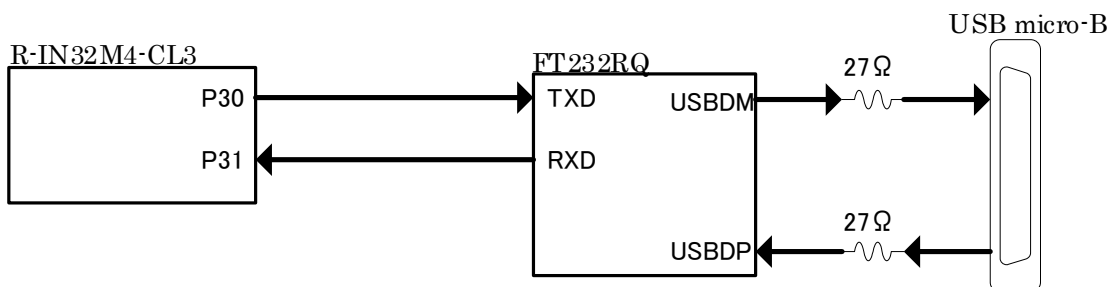 USB micro-B
R-IN32M4-CL3
FT232RQ
27Ω
P30
TXD
USBDM
P31
RXD
27Ω
USBDP